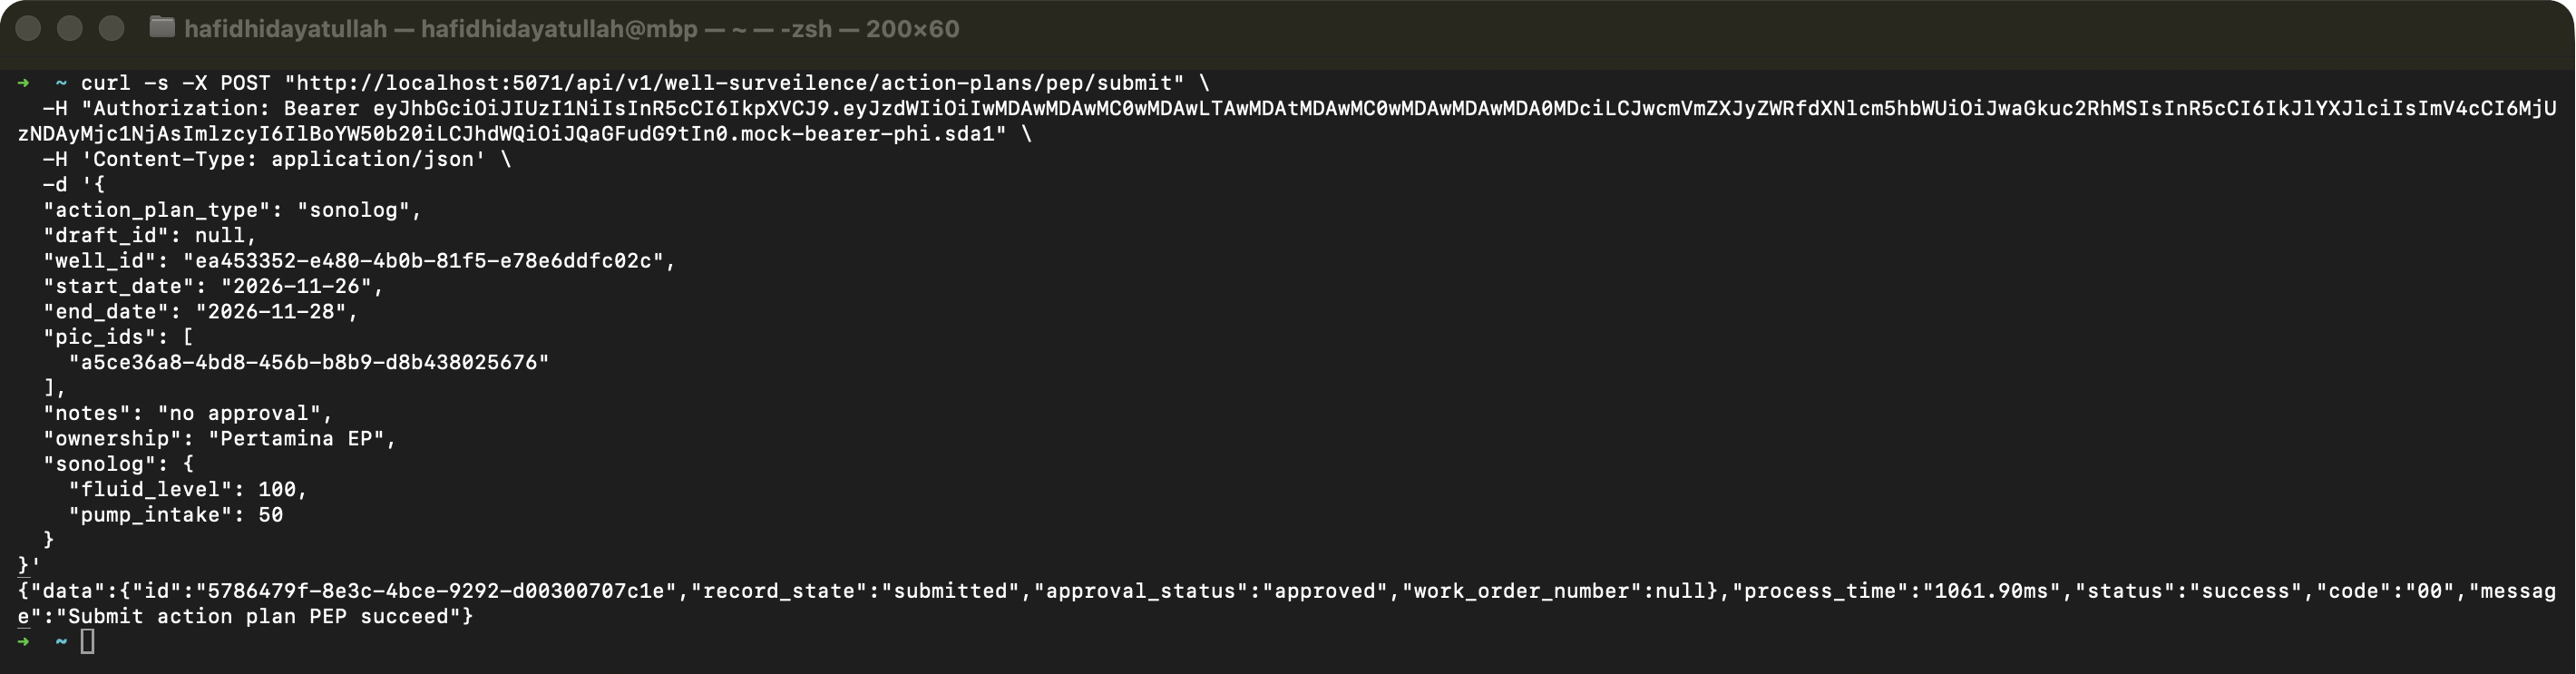 hafidhidayatullah — hafidhidayatullah@mbp — ~ — -zsh — 200×60
➜  ~ curl -s -X POST "http://localhost:5071/api/v1/well-surveilence/action-plans/pep/submit" \
  -H "Authorization: Bearer eyJhbGciOiJIUzI1NiIsInR5cCI6IkpXVCJ9.eyJzdWIiOiIwMDAwMDAwMC0wMDAwLTAwMDAtMDAwMC0wMDAwMDAwMDA0MDciLCJwcmVmZXJyZWRfdXNlcm5hbWUiOiJwaGkuc2RhMSIsInR5cCI6IkJlYXJlciIsImV4cCI6MjU
zNDAyMjc1NjAsImlzcyI6IlBoYW50b20iLCJhdWQiOiJQaGFudG9tIn0.mock-bearer-phi.sda1" \
  -H 'Content-Type: application/json' \
  -d '{
  "action_plan_type": "sonolog",
  "draft_id": null,
  "well_id": "ea453352-e480-4b0b-81f5-e78e6ddfc02c",
  "start_date": "2026-11-26",
  "end_date": "2026-11-28",
  "pic_ids": [
    "a5ce36a8-4bd8-456b-b8b9-d8b438025676"
  ],
  "notes": "no approval",
  "ownership": "Pertamina EP",
  "sonolog": {
    "fluid_level": 100,
    "pump_intake": 50
  }
}'
{"data":{"id":"5786479f-8e3c-4bce-9292-d00300707c1e","record_state":"submitted","approval_status":"approved","work_order_number":null},"process_time":"1061.90ms","status":"success","code":"00","messag
e":"Submit action plan PEP succeed"}
➜  ~